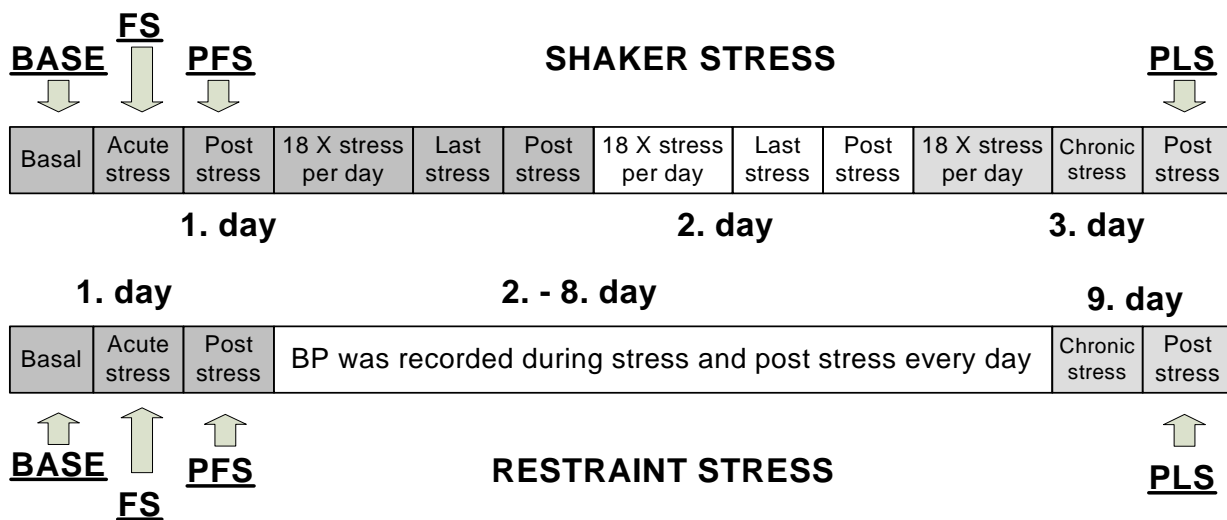 FS
BASE PFS SHAKER STRESS PLS
Basal Acute stress Post stress 18 X stress per day Last stress Post stress 18 X stress per day Last stress Post stress 18 X stress per day Chronic stress Post stress
1. day 2. day 3. day
1. day 2. - 8. day 9. day
Basal Acute stress Post stress BP was recorded during stress and post stress every day Chronic stress Post stress
BASE PFS RESTRAINT STRESS PLS
FS